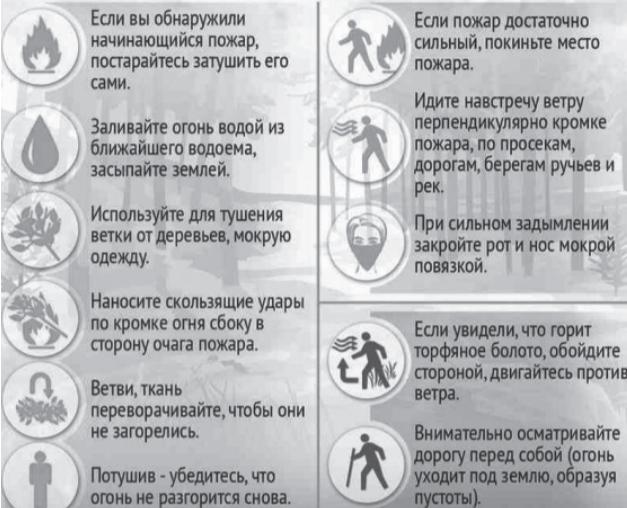 Если вы обнаружили
начинающийся пожар,
постарайтесь затушить его
сами.
Заливайте огонь водой из
ближайшего водоема,
засыпайте землей.
Используйте для тушения
ветки от деревьев, мокрую
одежду.
Наносите скользящие удары
по кромке огня сбоку в
сторону очага пожара.
Ветви, ткань
переворачивайте, чтобы они
не загорелись.
Потушив - убедитесь, что
огонь не разгорится снова.
Если пожар достаточно
сильный, покиньте место
пожара.
Идите навстречу ветру
перпендикулярно кромке
пожара, по просекам,
дорогам, берегам ручьев и
рек.
При сильном задымлении
закройте рот и нос мокрой
повязкой.
Если увидели, что горит
торфяное болото, обойдите
стороной, двигайтесь против
ветра.
Внимательно осматривайте
дорогу перед собой (огонь
уходит под землю, образуя
пустоты).